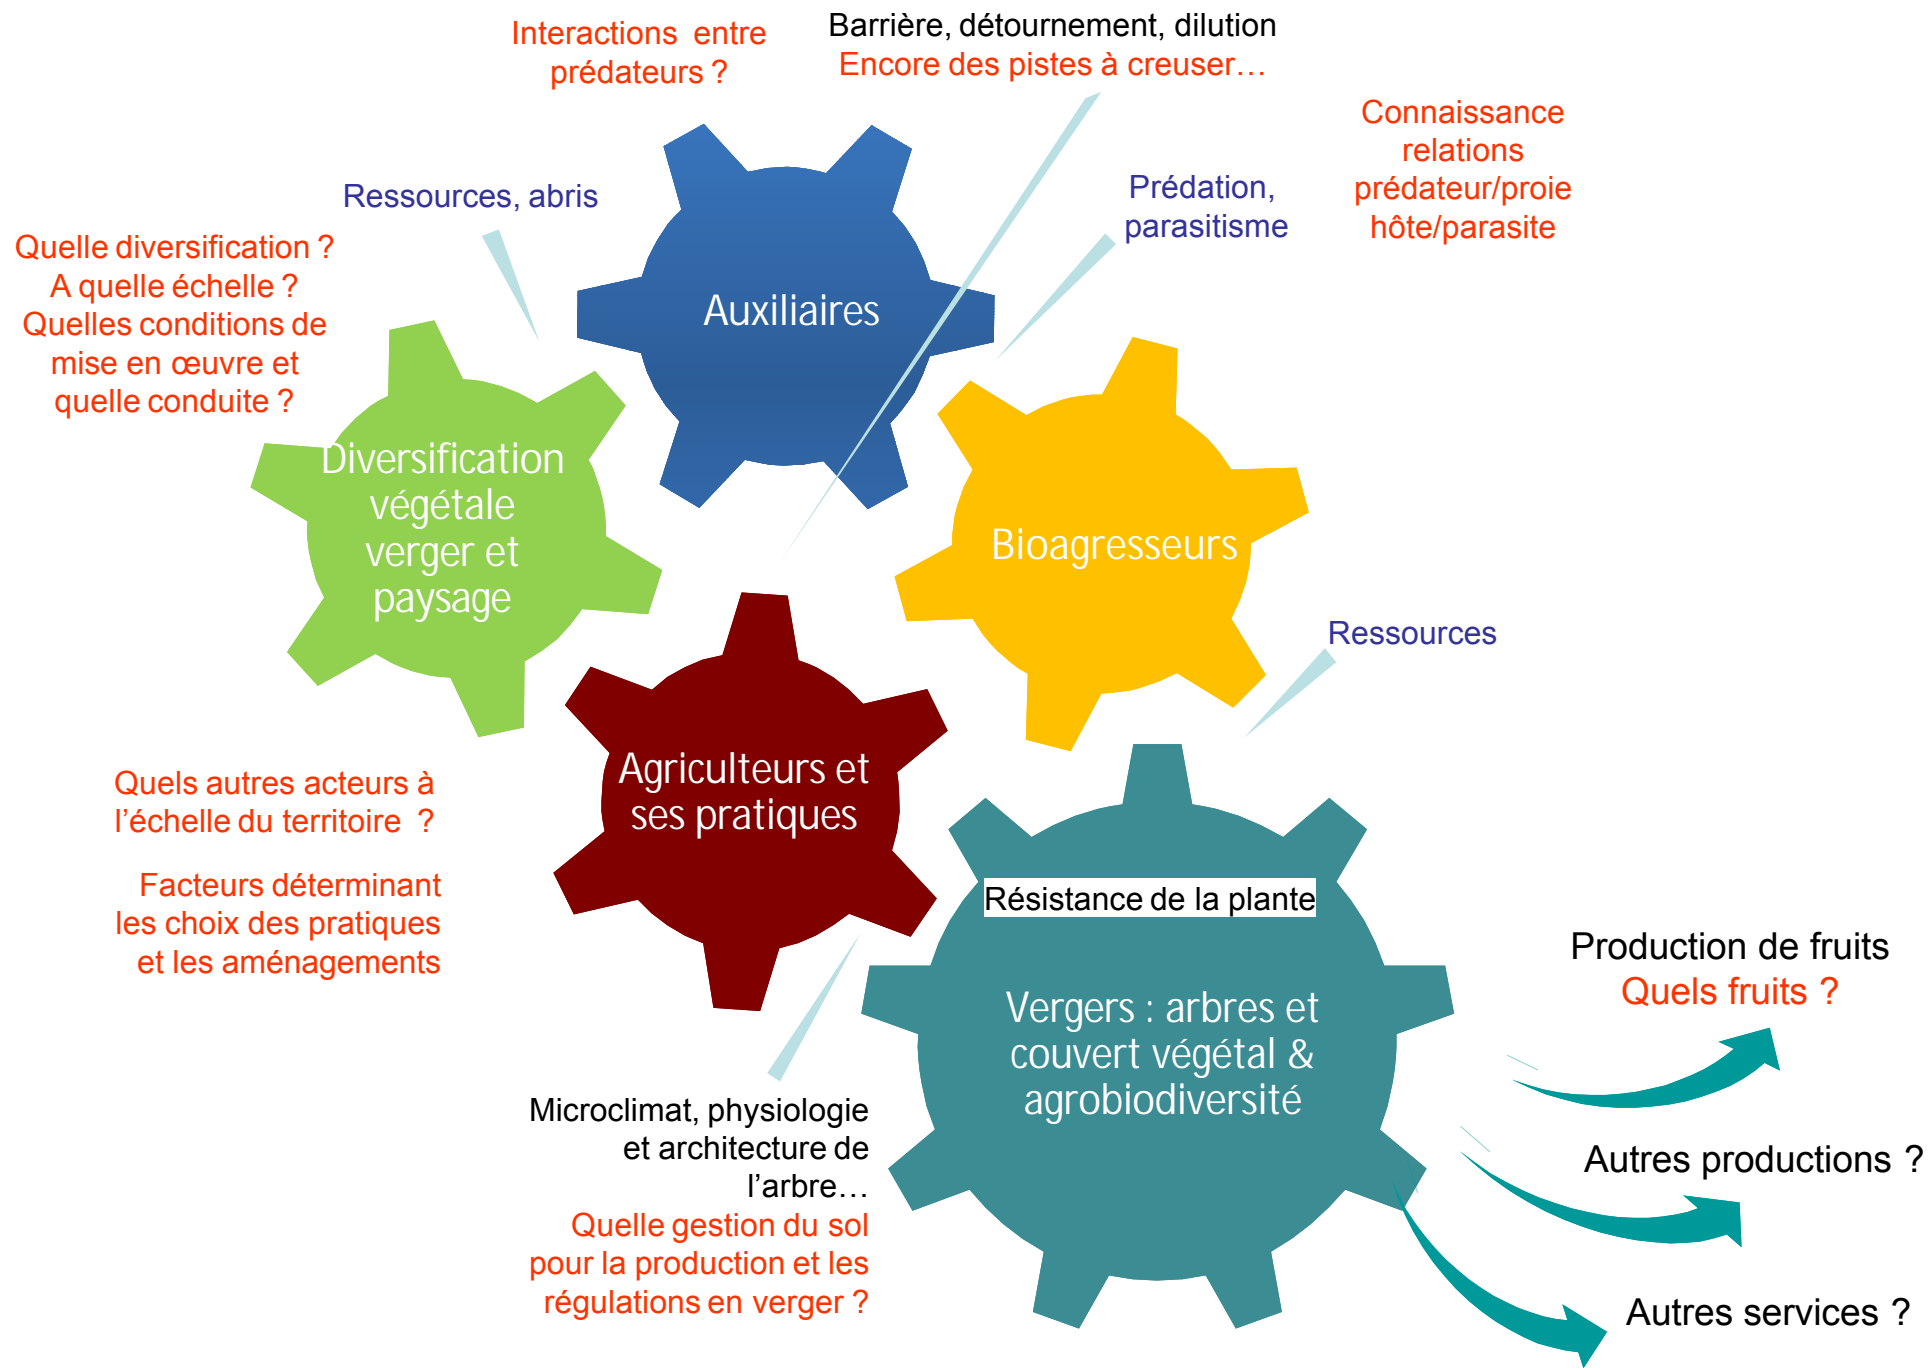 Interactions entre
prédateurs ?
Barrière, détournement, dilution
Encore des pistes à creuser…
Connaissance
relations
prédateur/proie
hôte/parasite
Ressources, abris
Prédation,
parasitisme
Quelle diversification ?
A quelle échelle ?
Quelles conditions de
mise en œuvre et
quelle conduite ?
Auxiliaires
Diversification
végétale
verger et
paysage
Bioagresseurs
Ressources
Agriculteurs et
ses pratiques
Quels autres acteurs à
l’échelle du territoire ?
Facteurs déterminant
les choix des pratiques
et les aménagements
Résistance de la plante
Vergers : arbres et
couvert végétal &
agrobiodiversité
Microclimat, physiologie
et architecture de
l’arbre…
Quelle gestion du sol
pour la production et les
régulations en verger ?
Production de fruits
Quels fruits ?
Autres productions ?
Autres services ?